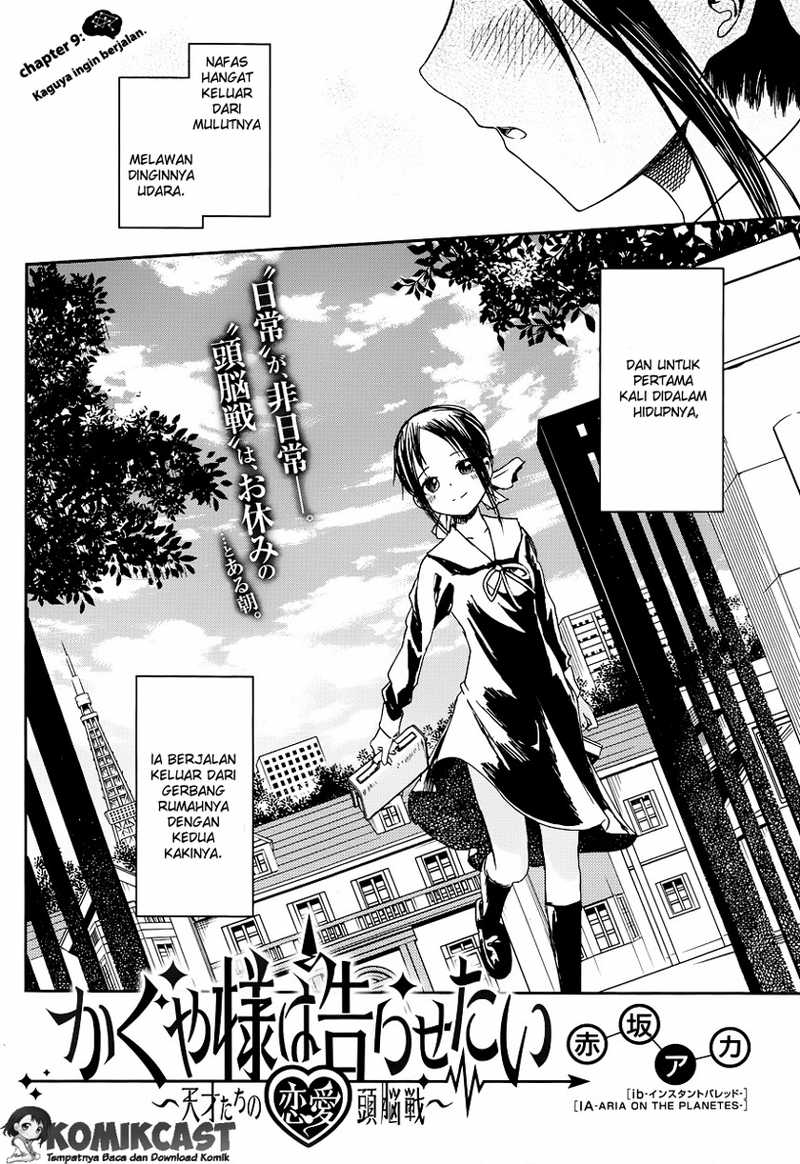 chapter 9:
Kaguya ingin berjalan.
NAFAS
HANGAT
KELUAR
DARI
MULUTNYA
MELAWAN
DINGINNYA
UDARA.
DAN UNTUK
PERTAMA
KALI DIDALAM
HIDUPNYA,
〝日常〟が、非日常——。
〝頭脳戦〟は、お休みの
…とある朝。
IA BERJALAN
KELUAR DARI
GERBANG
RUMAHNYA
DENGAN
KEDUA
KAKINYA.
かぐや様は告らせたい
～天才たちの恋愛頭脳戦～
赤坂アカ
[ib-インスタントバレット-]
[IA-ARIA ON THE PLANETES-]
KOMIKCAST
Tempatnya Baca dan Download Komik